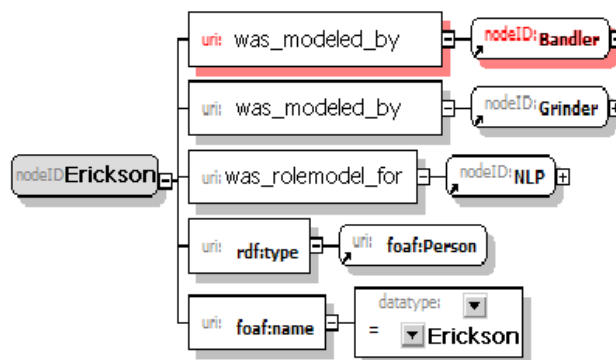 uri: was_modeled_by nodeID: Bandler
uri: was_modeled_by nodeID: Grinder
nodeID Erickson uri: was_rolemodel_for nodeID: NLP
uri: rdf:type uri: foaf:Person
datatype:
uri: foaf:name = Erickson